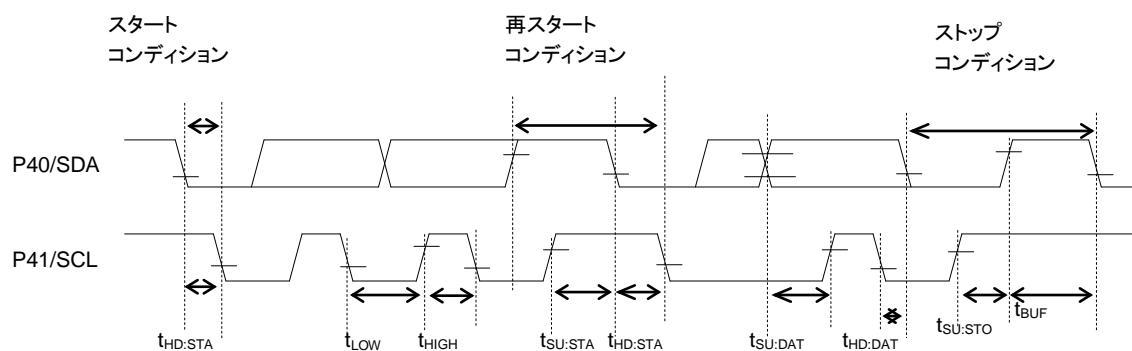 スタート
コンディション
再スタート
コンディション
ストップ
コンディション
P40/SDA
P41/SCL
tHD:STA
tLOW
tHIGH
tSU:STA
tHD:STA
tSU:DAT
tHD:DAT
tSU:STO
tBUF